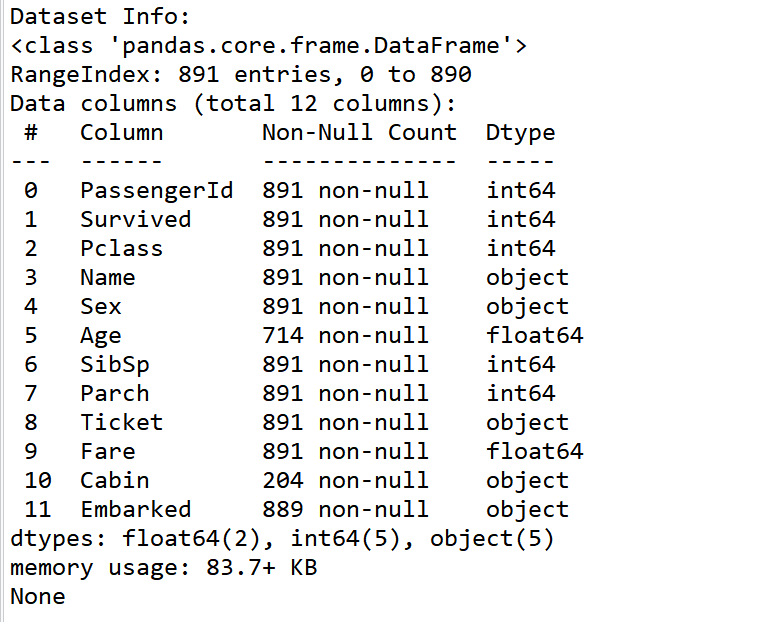 Dataset Info:
<class 'pandas.core.frame.DataFrame'>
RangeIndex: 891 entries, 0 to 890
Data columns (total 12 columns):
 #   Column       Non-Null Count  Dtype
---  ------       --------------  -----
 0   PassengerId  891 non-null    int64
 1   Survived     891 non-null    int64
 2   Pclass       891 non-null    int64
 3   Name         891 non-null    object
 4   Sex          891 non-null    object
 5   Age          714 non-null    float64
 6   SibSp        891 non-null    int64
 7   Parch        891 non-null    int64
 8   Ticket       891 non-null    object
 9   Fare         891 non-null    float64
 10  Cabin        204 non-null    object
 11  Embarked     889 non-null    object
dtypes: float64(2), int64(5), object(5)
memory usage: 83.7+ KB
None